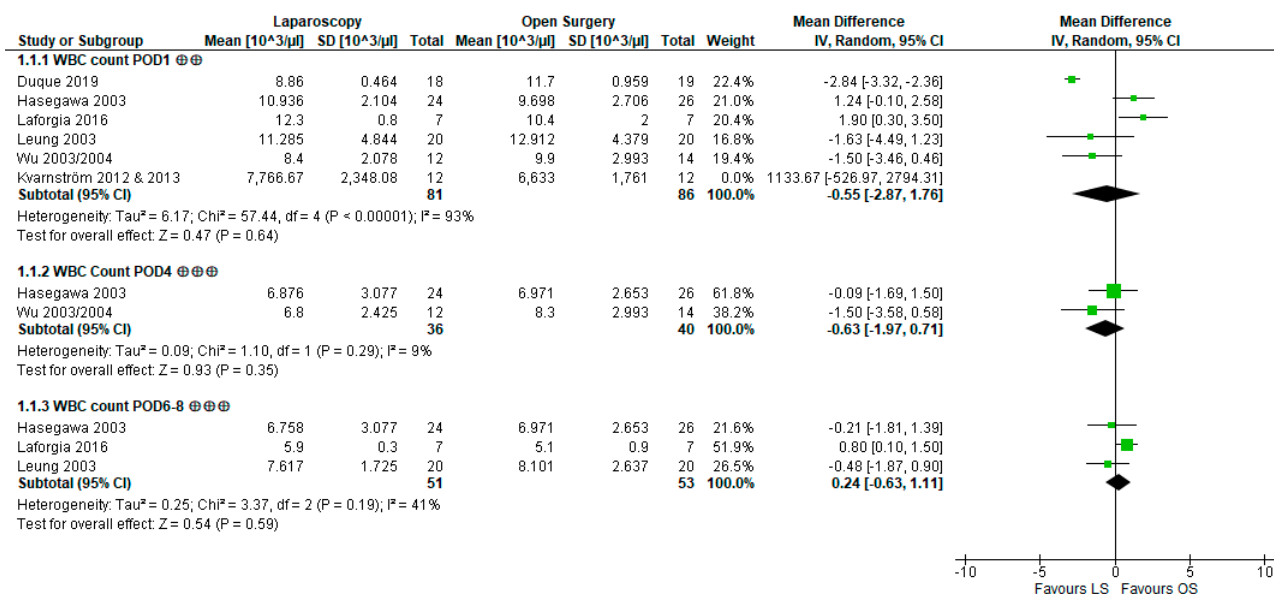 Laparoscopy Open Surgery Mean Difference Mean Difference
Study or Subgroup Mean [10^3/µl] SD [10^3/µl] Total Mean [10^3/µl] SD [10^3/µl] Total Weight IV, Random, 95% CI IV, Random, 95% CI
1.1.1 WBC count POD1 ⊕⊕
Duque 2019 8.86 0.464 18 11.7 0.959 19 22.4% -2.84 [-3.32, -2.36]
Hasegawa 2003 10.936 2.104 24 9.698 2.706 26 21.0% 1.24 [-0.10, 2.58]
Laforgia 2016 12.3 0.8 7 10.4 2 7 20.4% 1.90 [0.30, 3.50]
Leung 2003 11.285 4.844 20 12.912 4.379 20 16.8% -1.63 [-4.49, 1.23]
Wu 2003/2004 8.4 2.078 12 9.9 2.993 14 19.4% -1.50 [-3.46, 0.46]
Kvarnström 2012 & 2013 7,766.67 2,348.08 12 6,633 1,761 12 0.0% 1133.67 [-526.97, 2794.31]
Subtotal (95% CI) 81 86 100.0% -0.55 [-2.87, 1.76]
Heterogeneity: Tau² = 6.17; Chi² = 57.44, df = 4 (P < 0.00001); I² = 93%
Test for overall effect: Z = 0.47 (P = 0.64)
1.1.2 WBC Count POD4 ⊕⊕⊕
Hasegawa 2003 6.876 3.077 24 6.971 2.653 26 61.8% -0.09 [-1.69, 1.50]
Wu 2003/2004 6.8 2.425 12 8.3 2.993 14 38.2% -1.50 [-3.58, 0.58]
Subtotal (95% CI) 36 40 100.0% -0.63 [-1.97, 0.71]
Heterogeneity: Tau² = 0.09; Chi² = 1.10, df = 1 (P = 0.29); I² = 9%
Test for overall effect: Z = 0.93 (P = 0.35)
1.1.3 WBC count POD6-8 ⊕⊕⊕
Hasegawa 2003 6.758 3.077 24 6.971 2.653 26 21.6% -0.21 [-1.81, 1.39]
Laforgia 2016 5.9 0.3 7 5.1 0.9 7 51.9% 0.80 [0.10, 1.50]
Leung 2003 7.617 1.725 20 8.101 2.637 20 26.5% -0.48 [-1.87, 0.90]
Subtotal (95% CI) 51 53 100.0% 0.24 [-0.63, 1.11]
Heterogeneity: Tau² = 0.25; Chi² = 3.37, df = 2 (P = 0.19); I² = 41%
Test for overall effect: Z = 0.54 (P = 0.59)
-10 -5 0 5 10
Favours LS Favours OS